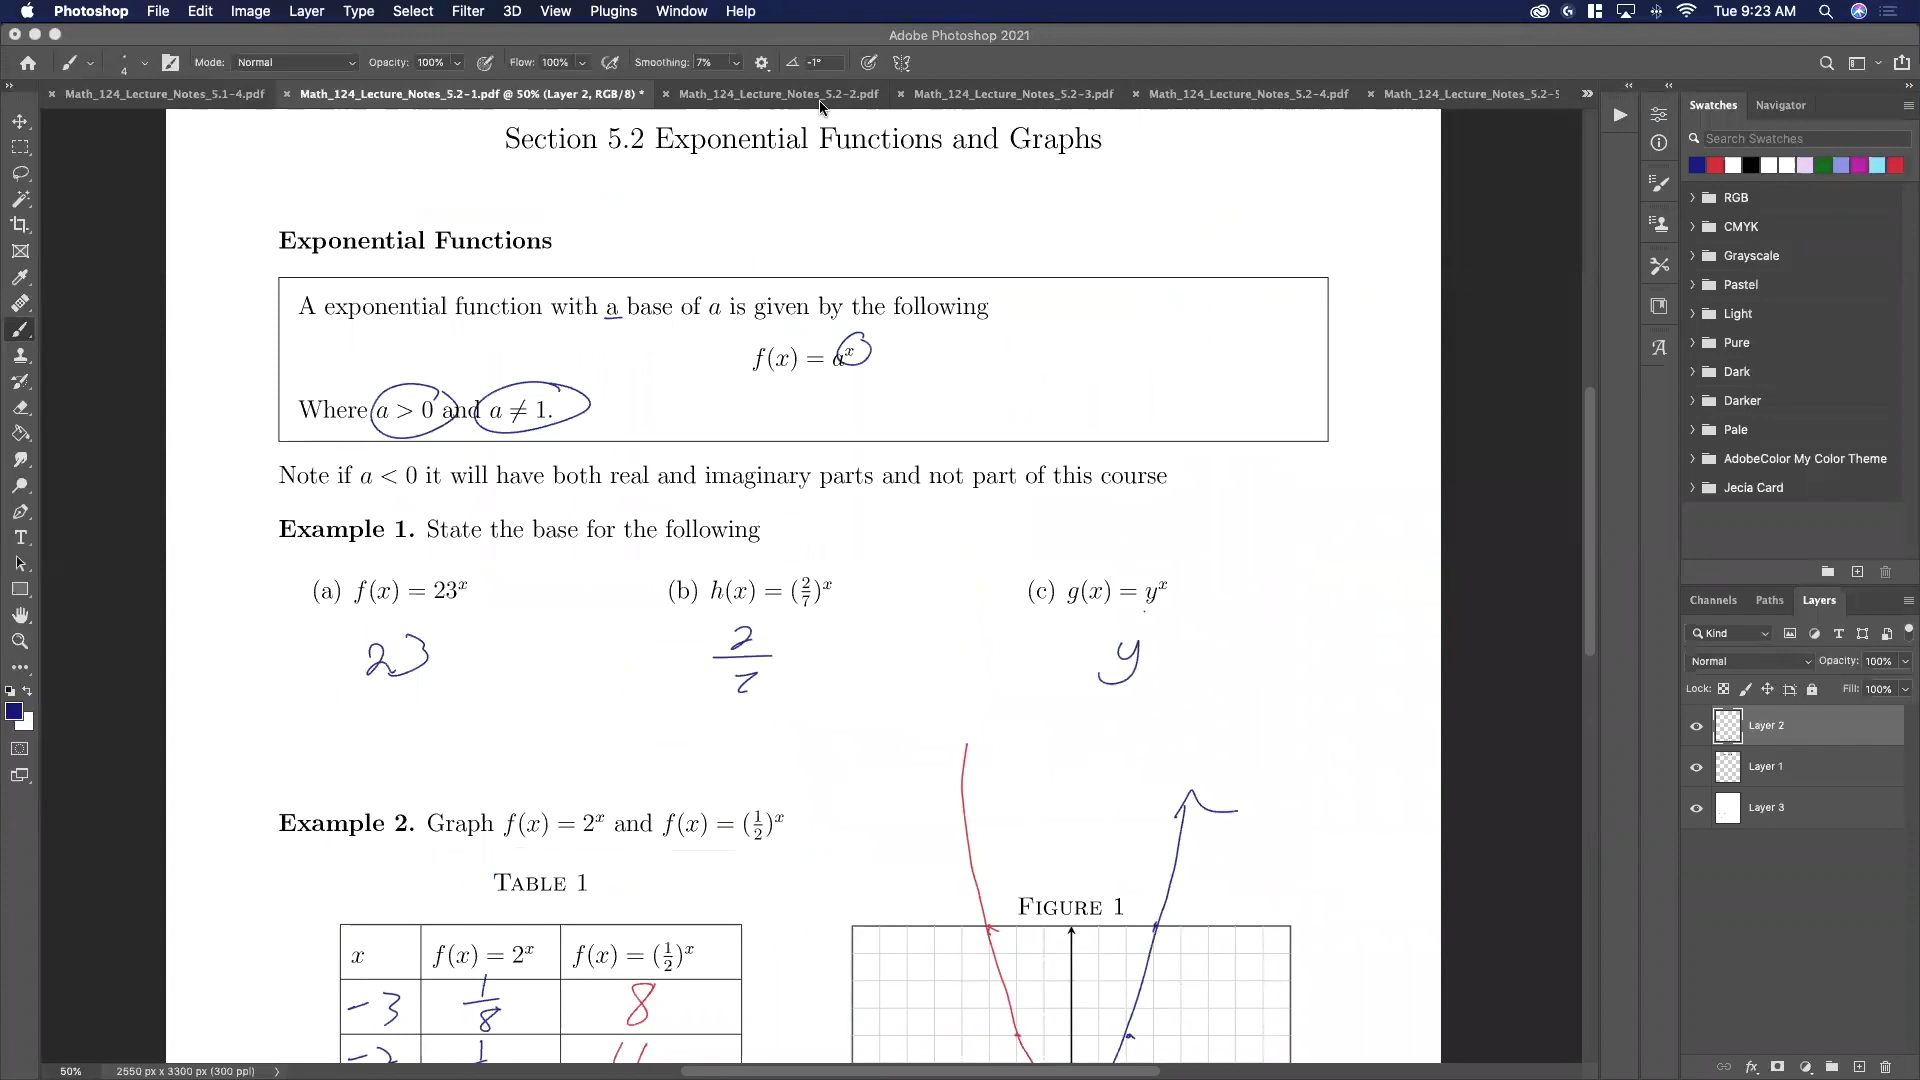 Photoshop File Edit Image Layer Type Select Filter 3D View Plugins Window Help Tue 9:23 AM
Adobe Photoshop 2021
4 Mode: Normal Opacity: 100% Flow: 100% Smoothing: 7% -1°
Math_124_Lecture_Notes_5.1-4.pdf Math_124_Lecture_Notes_5.2-1.pdf @ 50% (Layer 2, RGB/8) * Math_124_Lecture_Notes_5.2-2.pdf Math_124_Lecture_Notes_5.2-3.pdf Math_124_Lecture_Notes_5.2-4.pdf Math_124_Lecture_Notes_5.2-5
Section 5.2 Exponential Functions and Graphs
Exponential Functions
A exponential function with a base of a is given by the following
f(x) = a^x
Where a > 0 and a ≠ 1.
Note if a < 0 it will have both real and imaginary parts and not part of this course
Example 1. State the base for the following
(a) f(x) = 23^x (b) h(x) = (2/7)^x (c) g(x) = y^x
23 2/7 y
Example 2. Graph f(x) = 2^x and f(x) = (1/2)^x
Table 1
Figure 1
x f(x) = 2^x f(x) = (1/2)^x
-3 1/8 8
-2 1
50% 2550 px x 3300 px (300 ppi)
Swatches Navigator
Search Swatches
RGB
CMYK
Grayscale
Pastel
Light
Pure
Dark
Darker
Pale
AdobeColor My Color Theme
Jecia Card
Channels Paths Layers
Kind
Normal Opacity: 100%
Lock: Fill: 100%
Layer 2
Layer 1
Layer 3